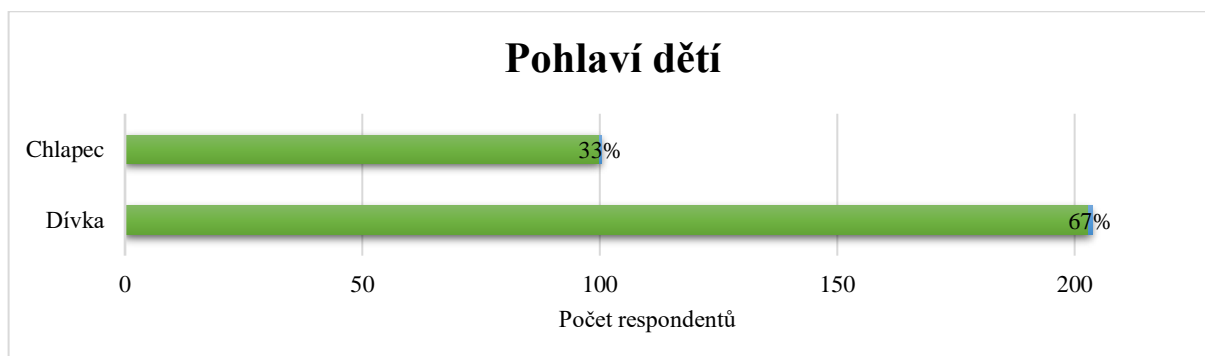 Pohlaví dětí
Chlapec
33%
Dívka
67%
0 50 100 150 200
Počet respondentů